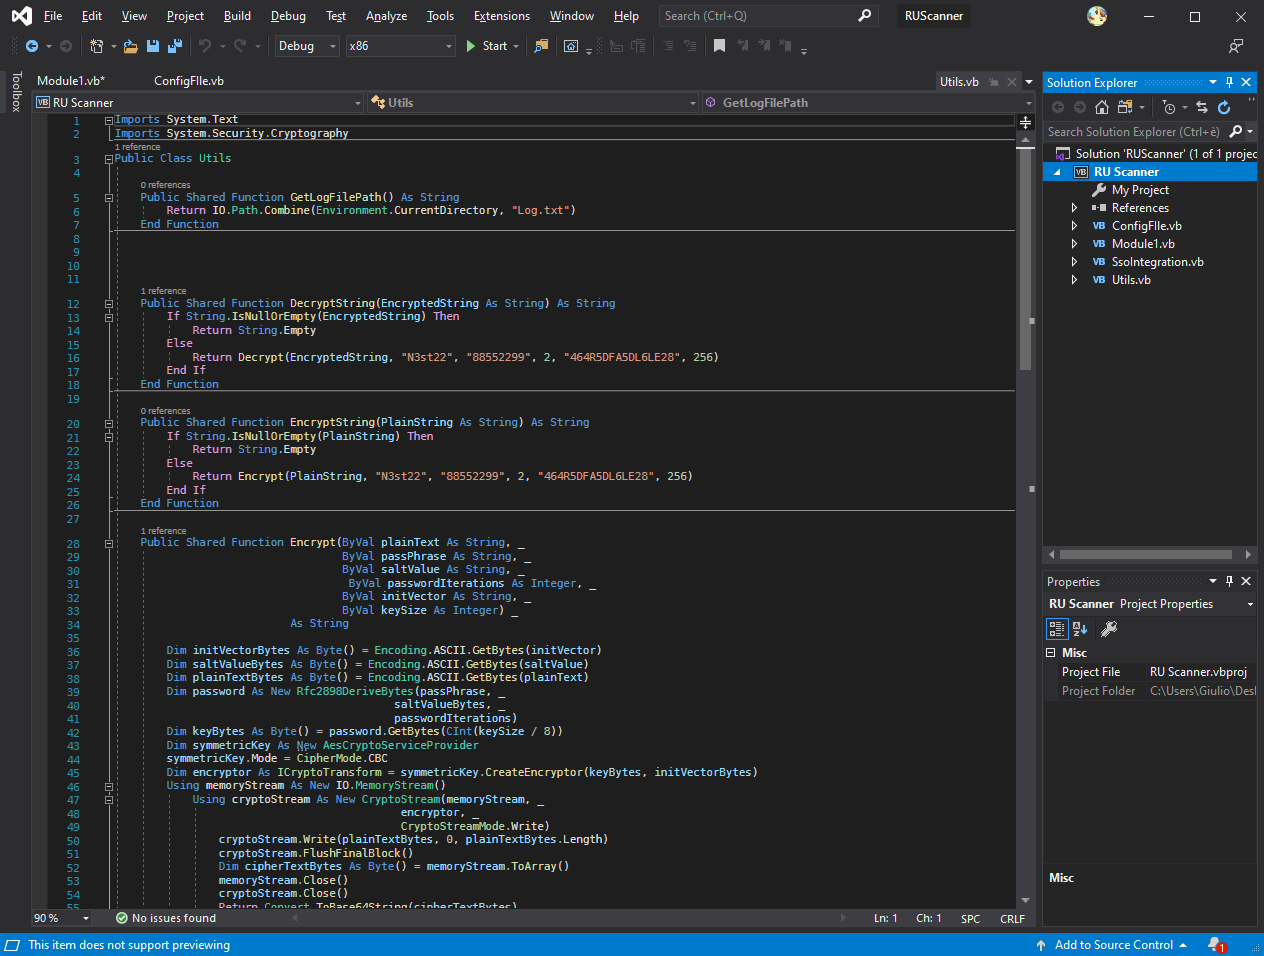 File Edit View Project Build Debug Test Analyze Tools Extensions Window Help Search (Ctrl+Q) RUScanner
Debug x86 Start
Toolbox
Module1.vb* ConfigFIle.vb Utils.vb
RU Scanner Utils GetLogFilePath
1 Imports System.Text
2 Imports System.Security.Cryptography
1 reference
3 Public Class Utils
4
0 references
5 Public Shared Function GetLogFilePath() As String
6 Return IO.Path.Combine(Environment.CurrentDirectory, "Log.txt")
7 End Function
8
9
10
11
1 reference
12 Public Shared Function DecryptString(EncryptedString As String) As String
13 If String.IsNullOrEmpty(EncryptedString) Then
14 Return String.Empty
15 Else
16 Return Decrypt(EncryptedString, "N3st22", "88552299", 2, "464R5DFA5DL6LE28", 256)
17 End If
18 End Function
19
0 references
20 Public Shared Function EncryptString(PlainString As String) As String
21 If String.IsNullOrEmpty(PlainString) Then
22 Return String.Empty
23 Else
24 Return Encrypt(PlainString, "N3st22", "88552299", 2, "464R5DFA5DL6LE28", 256)
25 End If
26 End Function
27
1 reference
28 Public Shared Function Encrypt(ByVal plainText As String, _
29 ByVal passPhrase As String, _
30 ByVal saltValue As String, _
31 ByVal passwordIterations As Integer, _
32 ByVal initVector As String, _
33 ByVal keySize As Integer) _
34 As String
35
36 Dim initVectorBytes As Byte() = Encoding.ASCII.GetBytes(initVector)
37 Dim saltValueBytes As Byte() = Encoding.ASCII.GetBytes(saltValue)
38 Dim plainTextBytes As Byte() = Encoding.ASCII.GetBytes(plainText)
39 Dim password As New Rfc2898DeriveBytes(passPhrase, _
40 saltValueBytes, _
41 passwordIterations)
42 Dim keyBytes As Byte() = password.GetBytes(CInt(keySize / 8))
43 Dim symmetricKey As New AesCryptoServiceProvider
44 symmetricKey.Mode = CipherMode.CBC
45 Dim encryptor As ICryptoTransform = symmetricKey.CreateEncryptor(keyBytes, initVectorBytes)
46 Using memoryStream As New IO.MemoryStream()
47 Using cryptoStream As New CryptoStream(memoryStream, _
48 encryptor, _
49 CryptoStreamMode.Write)
50 cryptoStream.Write(plainTextBytes, 0, plainTextBytes.Length)
51 cryptoStream.FlushFinalBlock()
52 Dim cipherTextBytes As Byte() = memoryStream.ToArray()
53 memoryStream.Close()
54 cryptoStream.Close()
55 Return Convert.ToBase64String(cipherTextBytes)
90 % No issues found Ln: 1 Ch: 1 SPC CRLF
Solution Explorer
Search Solution Explorer (Ctrl+è)
Solution 'RUScanner' (1 of 1 projec
RU Scanner
My Project
References
ConfigFIle.vb
Module1.vb
SsoIntegration.vb
Utils.vb
Properties
RU Scanner Project Properties
Misc
Project File RU Scanner.vbproj
Project Folder C:\Users\Giulio\Des
Misc
This item does not support previewing Add to Source Control 1